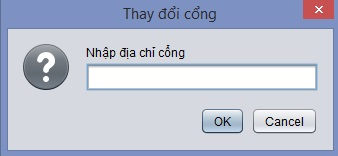 Thay đổi cổng
Nhập địa chỉ cổng
OK
Cancel